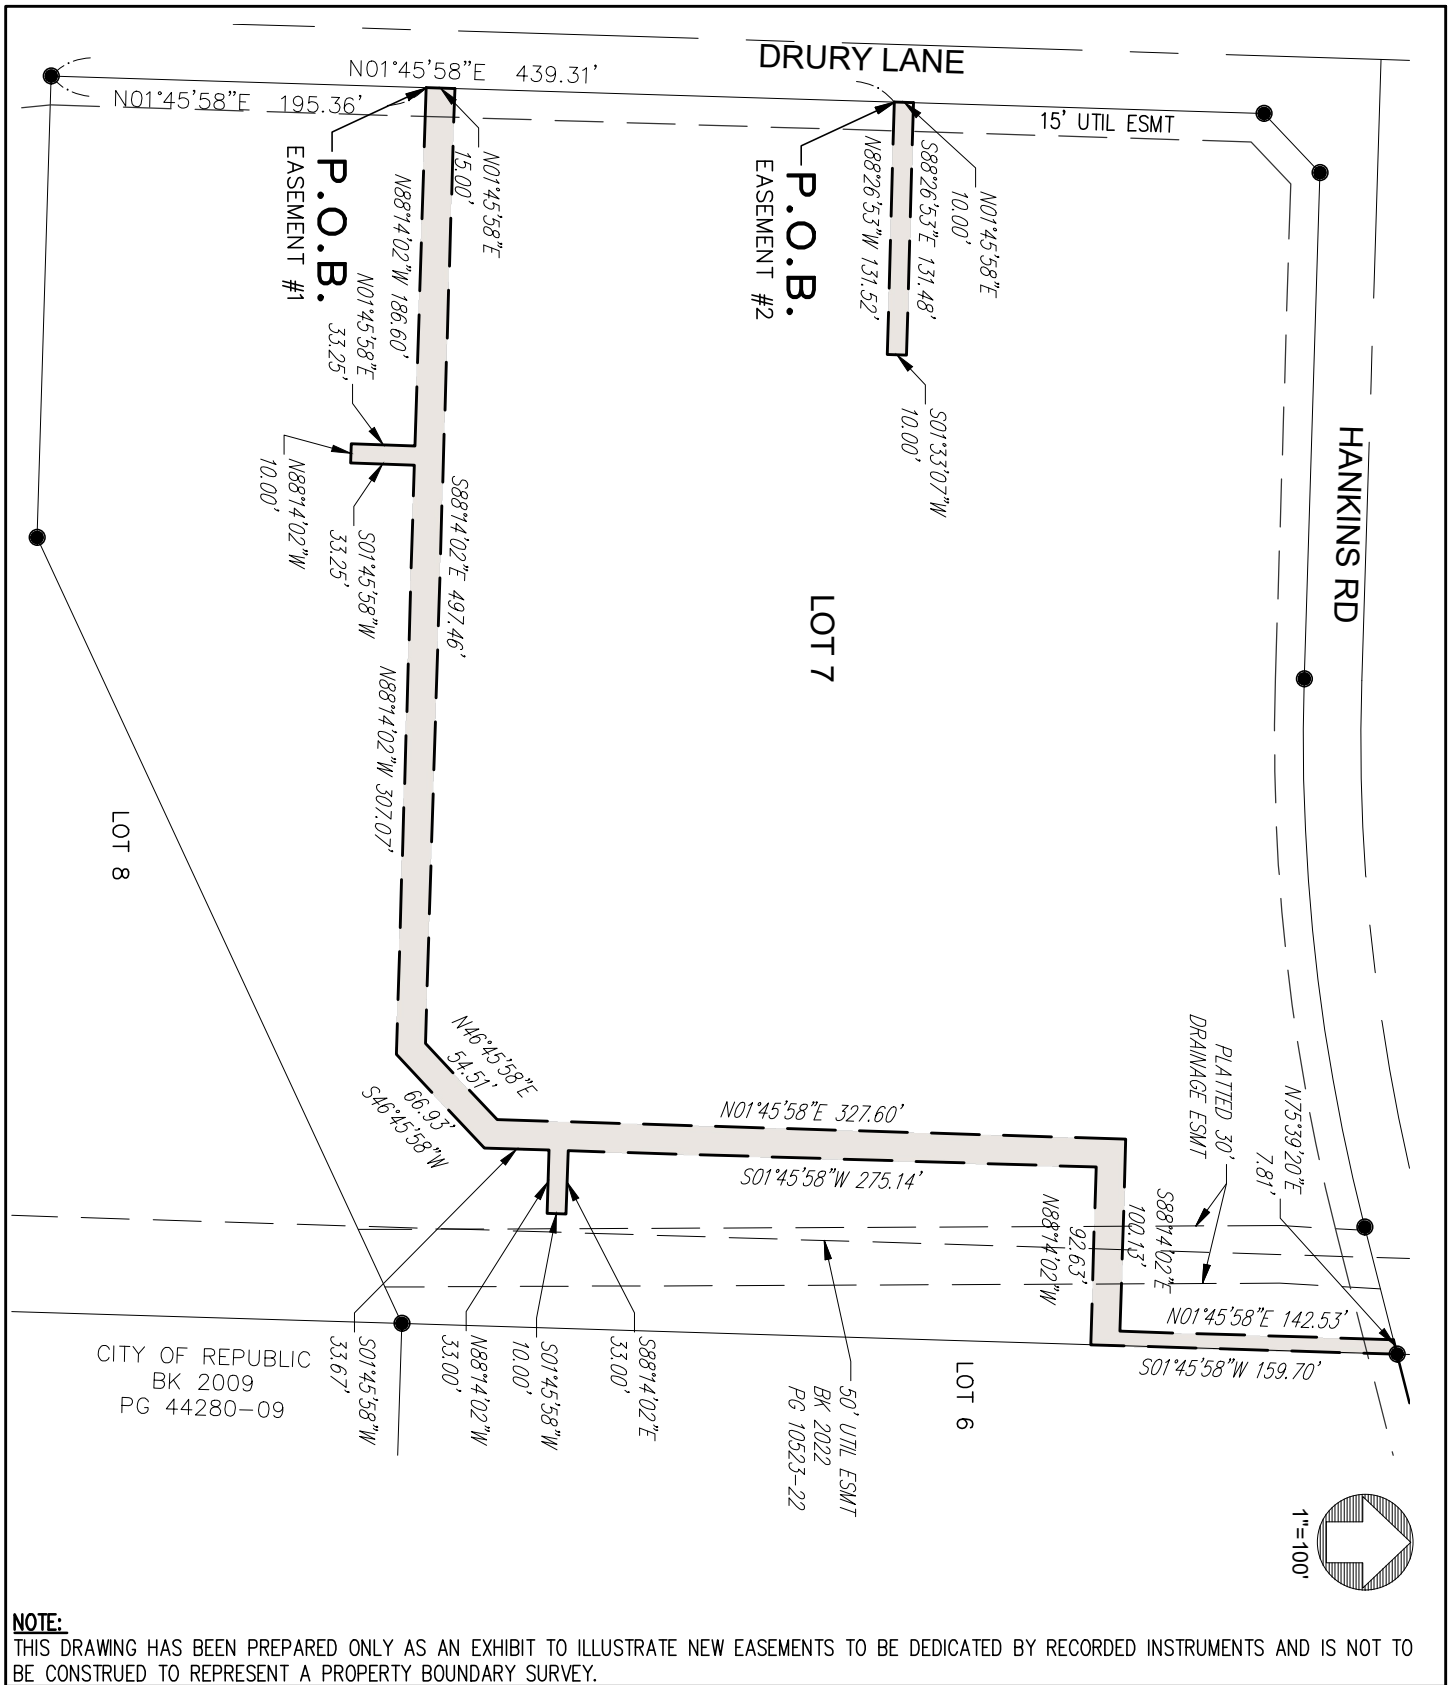 DRURY LANE
N01°45'58"E 439.31'
N01°45'58"E 195.36'
15' UTIL ESMT
N01°45'58"E
15.00'
P.O.B.
EASEMENT #1
N88°14'02"W 186.60'
N01°45'58"E
33.25'
N88°14'02"W
10.00'
S01°45'58"W
33.25'
S88°14'02"E 497.46'
N88°14'02"W 307.07'
P.O.B.
EASEMENT #2
S88°26'53"E 131.48'
N88°26'53"W 131.52'
N01°45'58"E
10.00'
S01°33'07"W
10.00'
HANKINS RD
LOT 7
LOT 8
N46°45'58"E
54.51'
66.93'
S46°45'58"W
N01°45'58"E 327.60'
S01°45'58"W 275.14'
PLATTED 30'
DRAINAGE ESMT
N75°39'20"E
7.81'
S88°14'02"E
100.13'
92.63'
N88°14'02"W
N01°45'58"E 142.53'
S01°45'58"W 159.70'
CITY OF REPUBLIC
BK 2009
PG 44280-09
S01°45'58"W
33.67'
N88°14'02"W
33.00'
S01°45'58"W
10.00'
S88°14'02"E
33.00'
50' UTIL ESMT
BK 2022
PG 10523-22
LOT 6
1"=100'
NOTE:
THIS DRAWING HAS BEEN PREPARED ONLY AS AN EXHIBIT TO ILLUSTRATE NEW EASEMENTS TO BE DEDICATED BY RECORDED INSTRUMENTS AND IS NOT TO
BE CONSTRUED TO REPRESENT A PROPERTY BOUNDARY SURVEY.